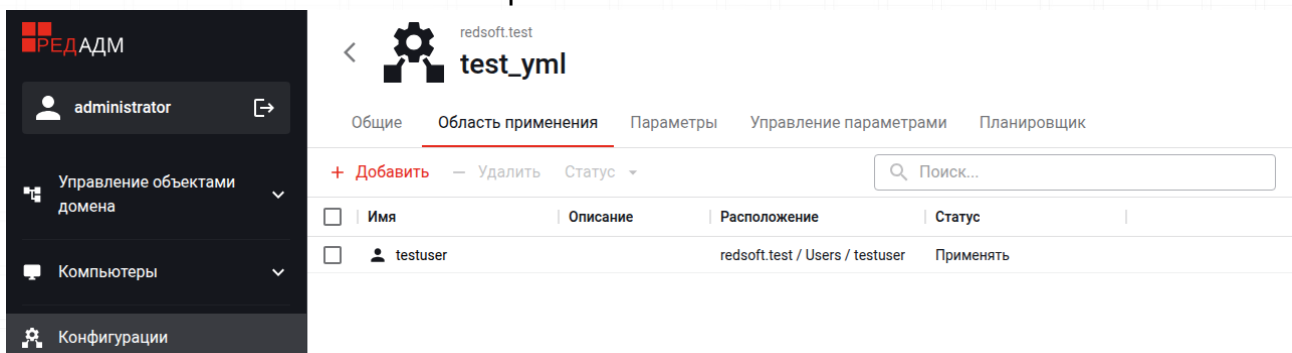 РЕДАДМ
administrator
Управление объектами
домена
Компьютеры
Конфигурации
redsoft.test
test_yml
Общие Область применения Параметры Управление параметрами Планировщик
+ Добавить — Удалить Статус
Поиск...
Имя Описание Расположение Статус
testuser redsoft.test / Users / testuser Применять